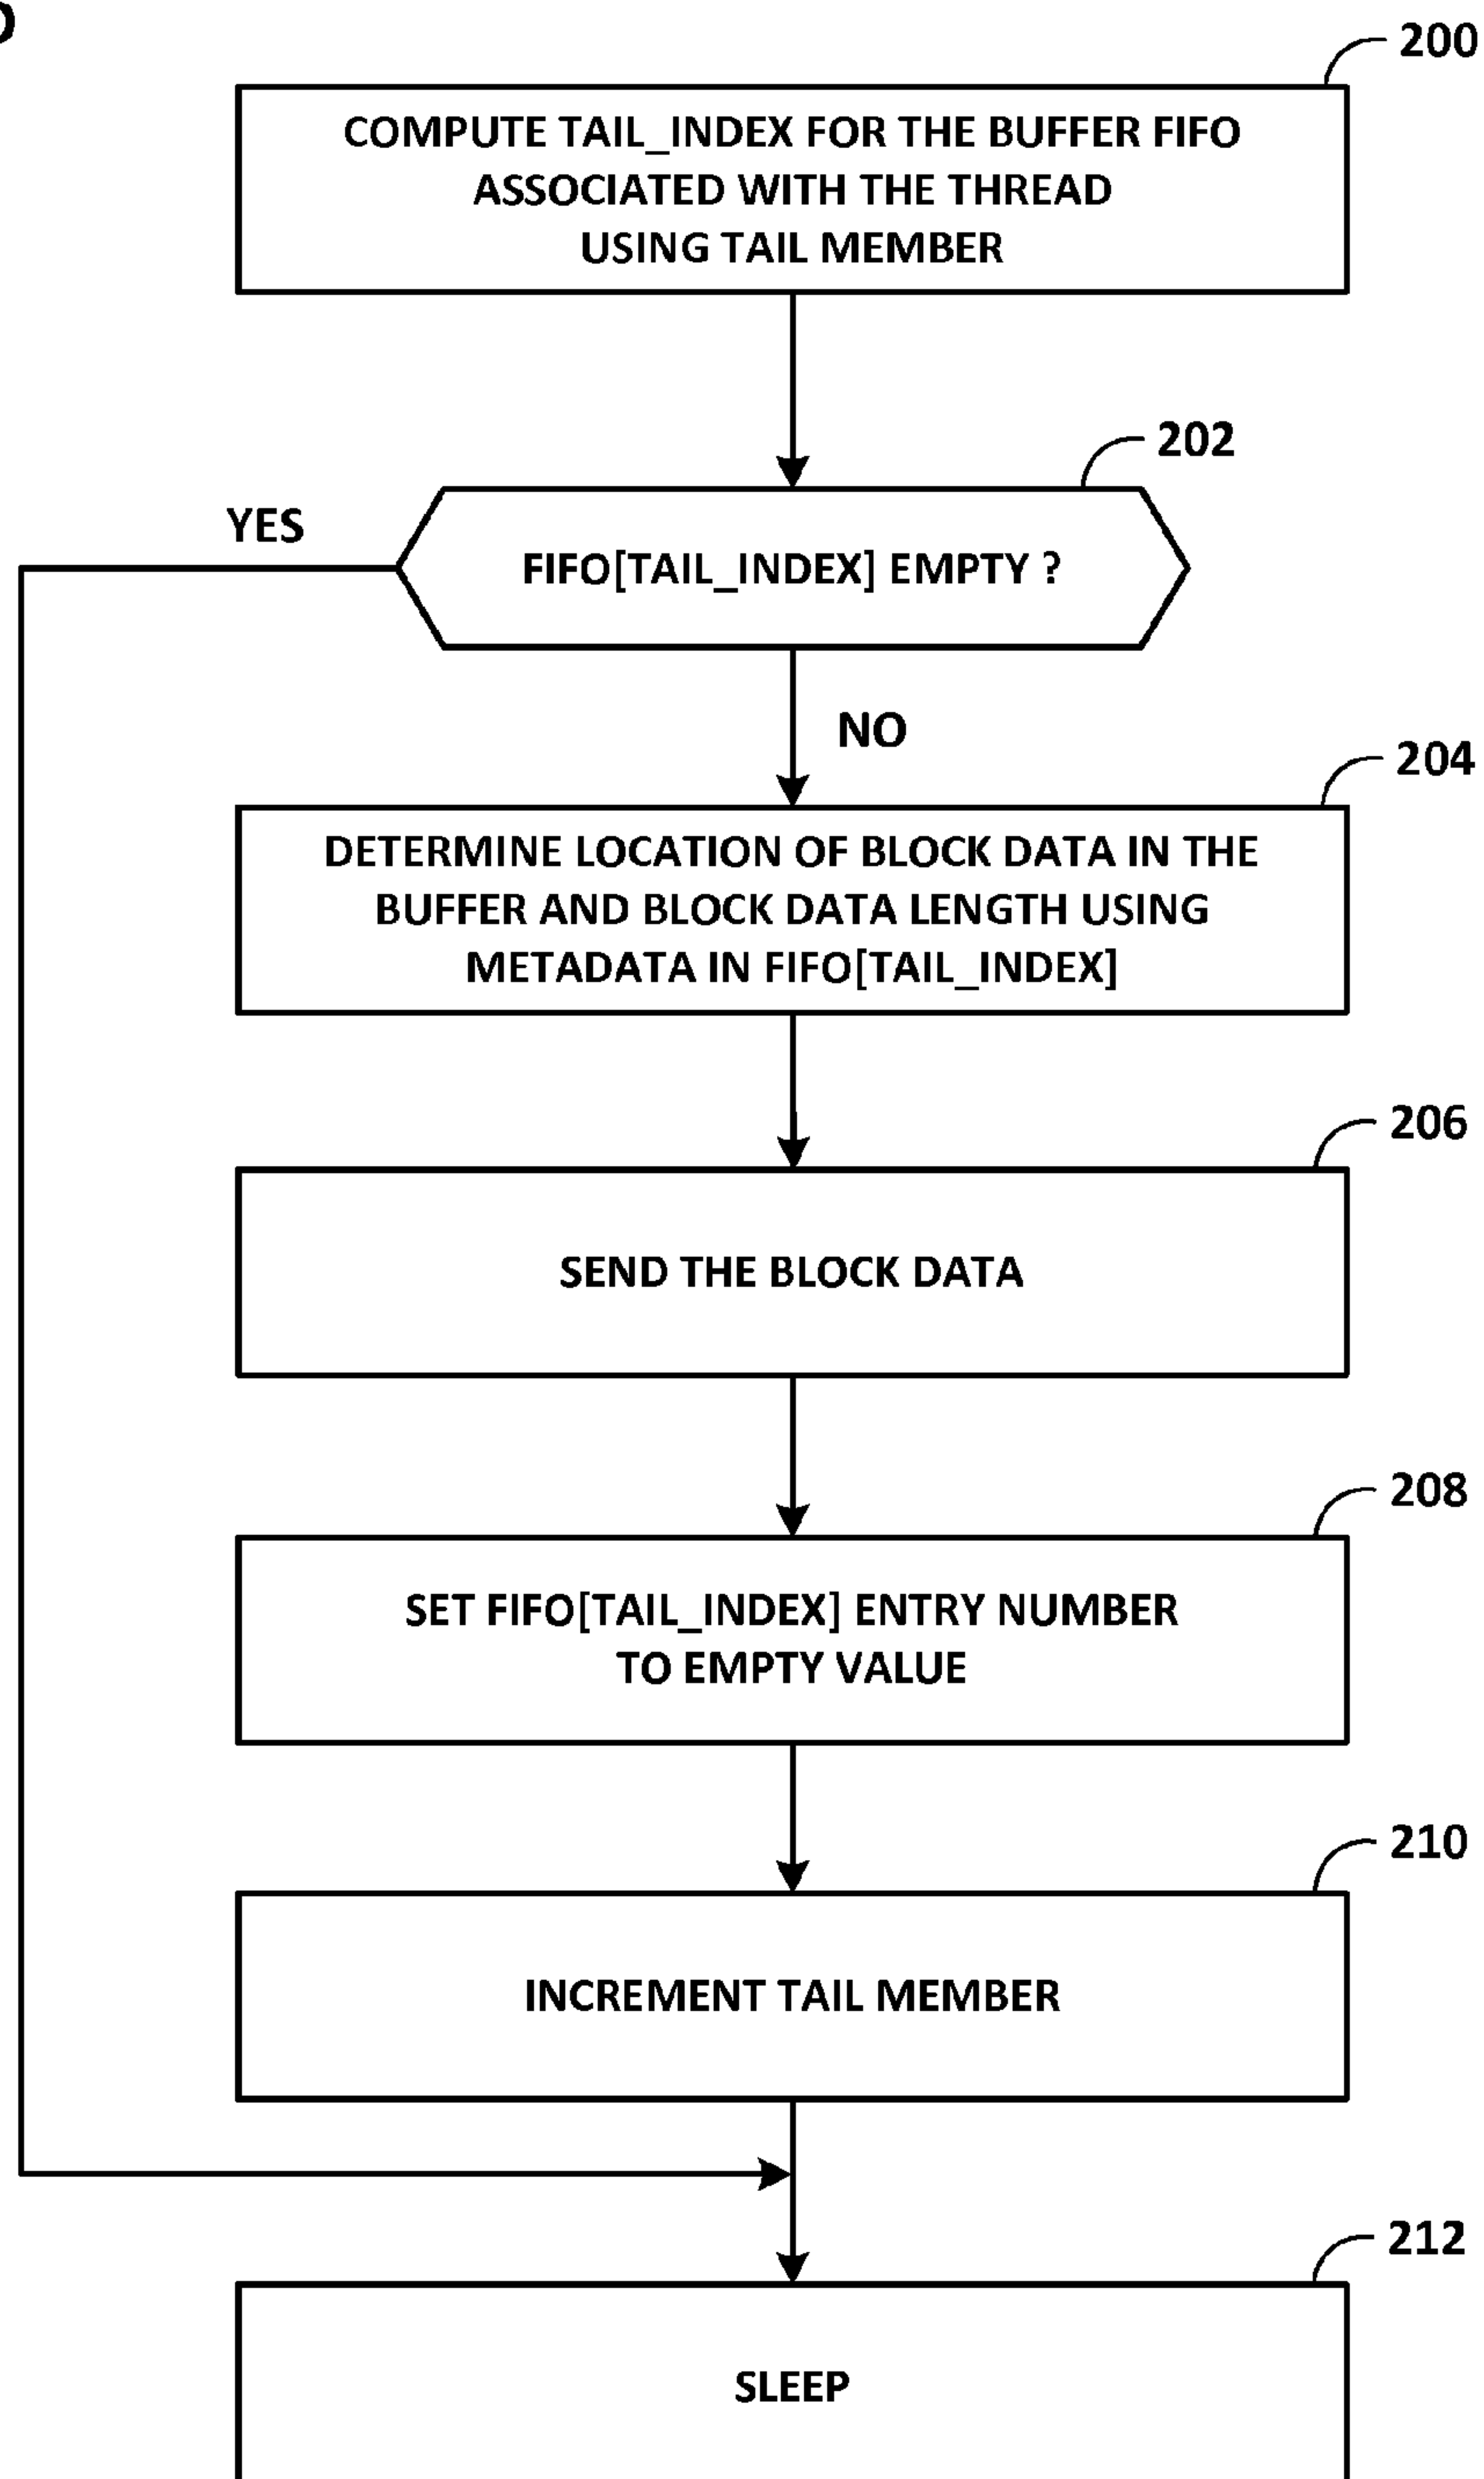 200
COMPUTE TAIL_INDEX FOR THE BUFFER FIFO
ASSOCIATED WITH THE THREAD
USING TAIL MEMBER
202
YES
FIFO[TAIL_INDEX] EMPTY ?
NO
204
DETERMINE LOCATION OF BLOCK DATA IN THE
BUFFER AND BLOCK DATA LENGTH USING
METADATA IN FIFO[TAIL_INDEX]
206
SEND THE BLOCK DATA
208
SET FIFO[TAIL_INDEX] ENTRY NUMBER
TO EMPTY VALUE
210
INCREMENT TAIL MEMBER
212
SLEEP